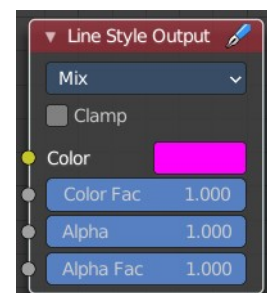 Line Style Output
Mix
Clamp
Color
Color Fac 1.000
Alpha 1.000
Alpha Fac 1.000